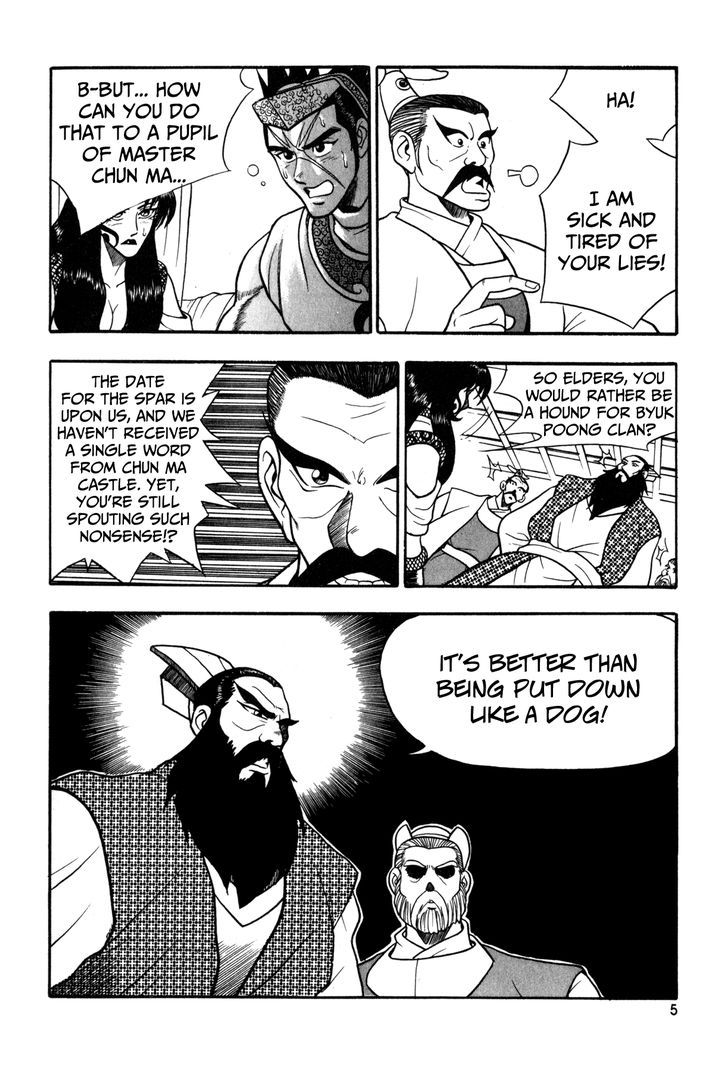 B-BUT... HOW
CAN YOU DO
THAT TO A PUPIL
OF MASTER
CHUN MA...
HA!
I AM
SICK AND
TIRED OF
YOUR LIES!
THE DATE
FOR THE SPAR IS
UPON US, AND WE
HAVEN'T RECEIVED
A SINGLE WORD
FROM CHUN MA
CASTLE. YET,
YOU'RE STILL
SPOUTING SUCH
NONSENSE!?
SO ELDERS, YOU
WOULD RATHER BE
A HOUND FOR BYUK
POONG CLAN?
IT'S BETTER THAN
BEING PUT DOWN
LIKE A DOG!
5